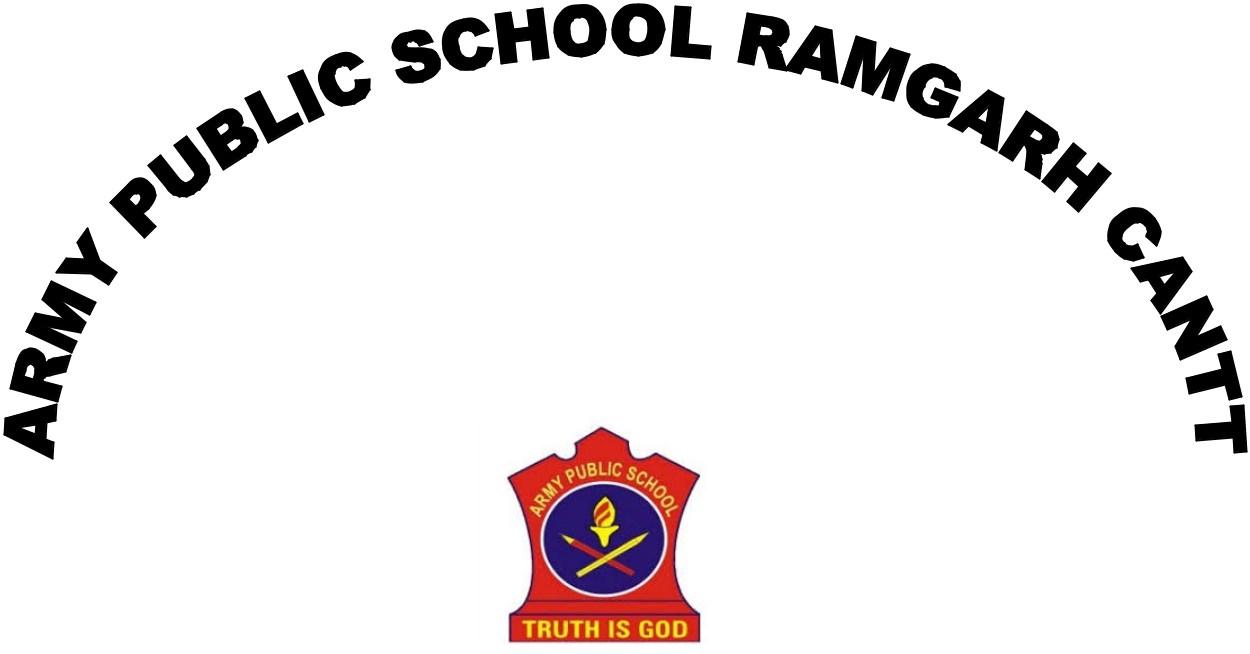 ARMY PUBLIC SCHOOL RAMGARH CANTT
ARMY PUBLIC SCHOOL
TRUTH IS GOD